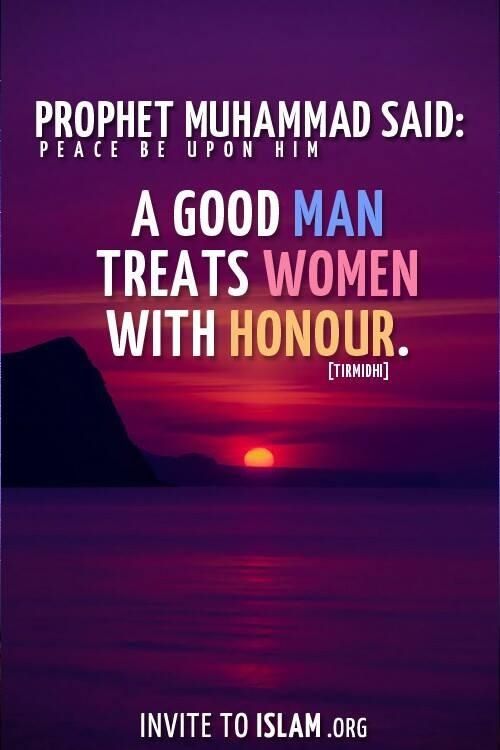 PROPHET MUHAMMAD SAID:
PEACE BE UPON HIM
A GOOD MAN
TREATS WOMEN
WITH HONOUR.
[TIRMIDHI]
INVITE TO ISLAM.ORG